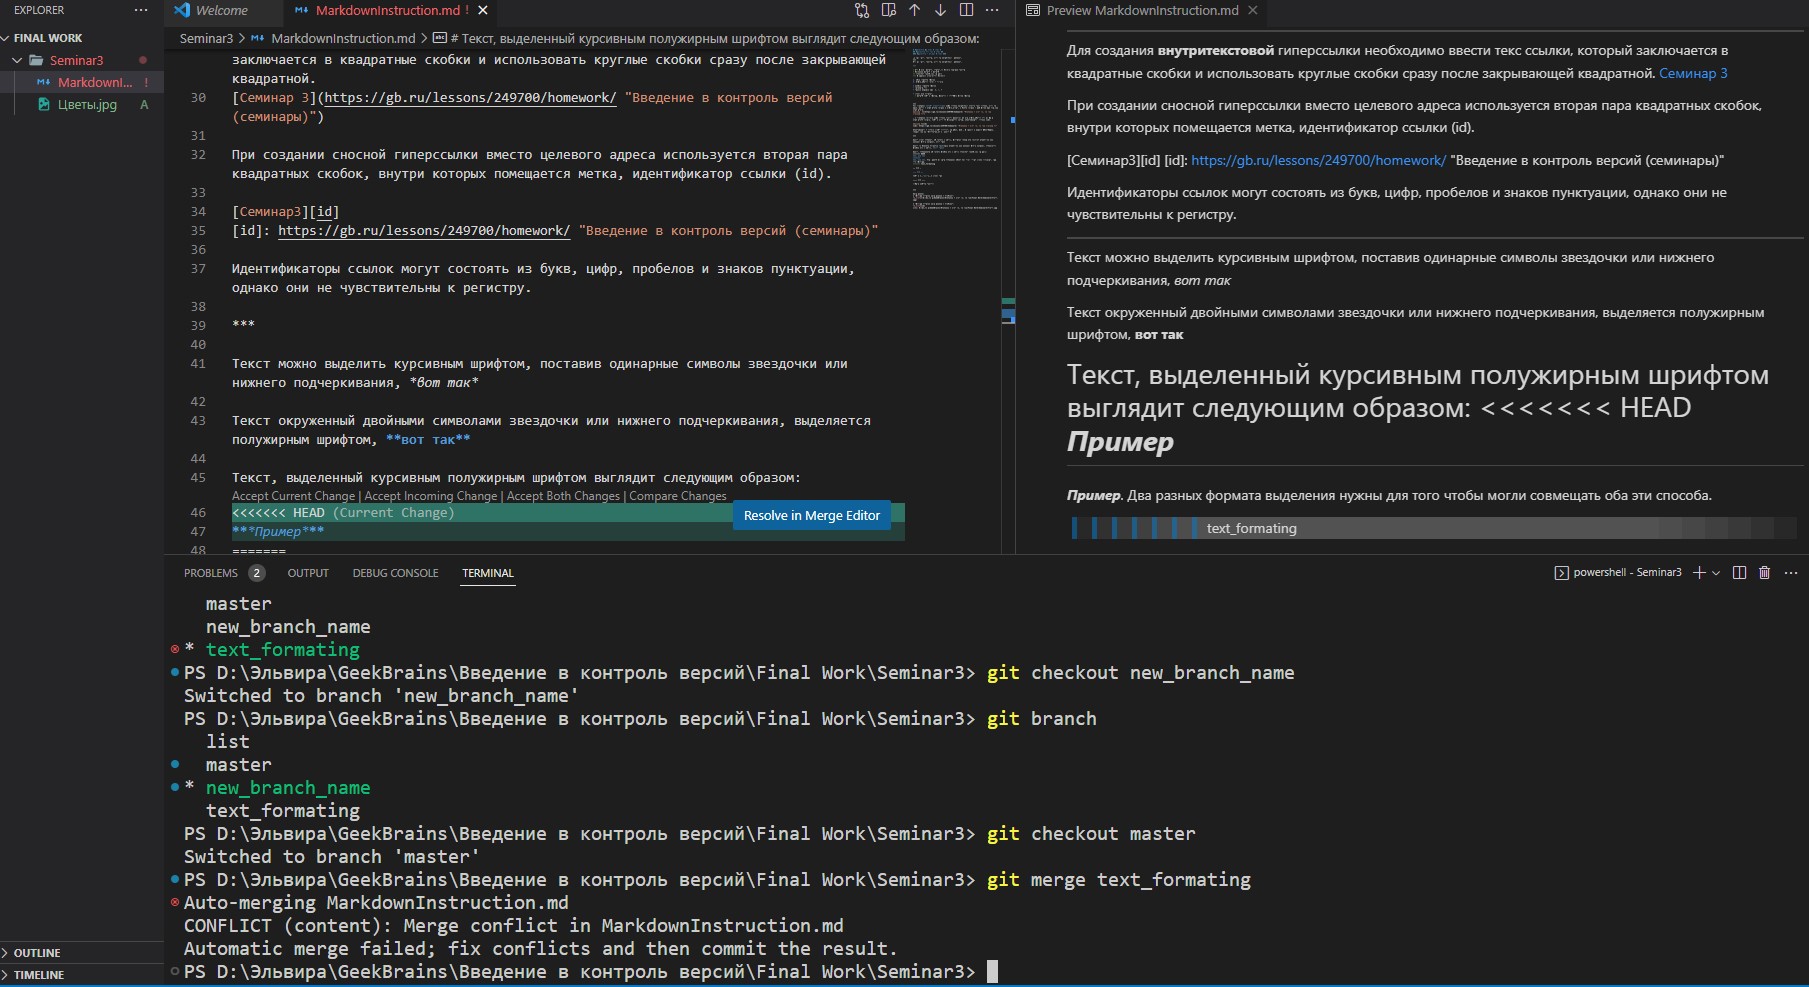 EXPLORER
FINAL WORK
Seminar3
MarkdownI... !
Цветы.jpg A
OUTLINE
TIMELINE
Welcome
MarkdownInstruction.md !
Seminar3 > MarkdownInstruction.md > # Текст, выделенный курсивным полужирным шрифтом выглядит следующим образом:
заключается в квадратные скобки и использовать круглые скобки сразу после закрывающей
квадратной.
30 [Семинар 3](https://gb.ru/lessons/249700/homework/ "Введение в контроль версий
(семинары)")
31
32 При создании сносной гиперссылки вместо целевого адреса используется вторая пара
квадратных скобок, внутри которых помещается метка, идентификатор ссылки (id).
33
34 [Семинар3][id]
35 [id]: https://gb.ru/lessons/249700/homework/ "Введение в контроль версий (семинары)"
36
37 Идентификаторы ссылок могут состоять из букв, цифр, пробелов и знаков пунктуации,
однако они не чувствительны к регистру.
38
39 ***
40
41 Текст можно выделить курсивным шрифтом, поставив одинарные символы звездочки или
нижнего подчеркивания, *вот так*
42
43 Текст окруженный двойными символами звездочки или нижнего подчеркивания, выделяется
полужирным шрифтом, **вот так**
44
45 Текст, выделенный курсивным полужирным шрифтом выглядит следующим образом:
Accept Current Change | Accept Incoming Change | Accept Both Changes | Compare Changes
46 <<<<<<< HEAD (Current Change)
Resolve in Merge Editor
47 ***Пример***
48 =======
Preview MarkdownInstruction.md
Для создания внутритекстовой гиперссылки необходимо ввести текс ссылки, который заключается в
квадратные скобки и использовать круглые скобки сразу после закрывающей квадратной. Семинар 3
При создании сносной гиперссылки вместо целевого адреса используется вторая пара квадратных скобок,
внутри которых помещается метка, идентификатор ссылки (id).
[Семинар3][id] [id]: https://gb.ru/lessons/249700/homework/ "Введение в контроль версий (семинары)"
Идентификаторы ссылок могут состоять из букв, цифр, пробелов и знаков пунктуации, однако они не
чувствительны к регистру.
Текст можно выделить курсивным шрифтом, поставив одинарные символы звездочки или нижнего
подчеркивания, вот так
Текст окруженный двойными символами звездочки или нижнего подчеркивания, выделяется полужирным
шрифтом, вот так
Текст, выделенный курсивным полужирным шрифтом
выглядит следующим образом: <<<<<<< HEAD
Пример
Пример. Два разных формата выделения нужны для того чтобы могли совмещать оба эти способа.
text_formating
PROBLEMS 2 OUTPUT DEBUG CONSOLE TERMINAL
powershell - Seminar3
master
new_branch_name
* text_formating
PS D:\Эльвира\GeekBrains\Введение в контроль версий\Final Work\Seminar3> git checkout new_branch_name
Switched to branch 'new_branch_name'
PS D:\Эльвира\GeekBrains\Введение в контроль версий\Final Work\Seminar3> git branch
list
master
* new_branch_name
text_formating
PS D:\Эльвира\GeekBrains\Введение в контроль версий\Final Work\Seminar3> git checkout master
Switched to branch 'master'
PS D:\Эльвира\GeekBrains\Введение в контроль версий\Final Work\Seminar3> git merge text_formating
Auto-merging MarkdownInstruction.md
CONFLICT (content): Merge conflict in MarkdownInstruction.md
Automatic merge failed; fix conflicts and then commit the result.
PS D:\Эльвира\GeekBrains\Введение в контроль версий\Final Work\Seminar3>